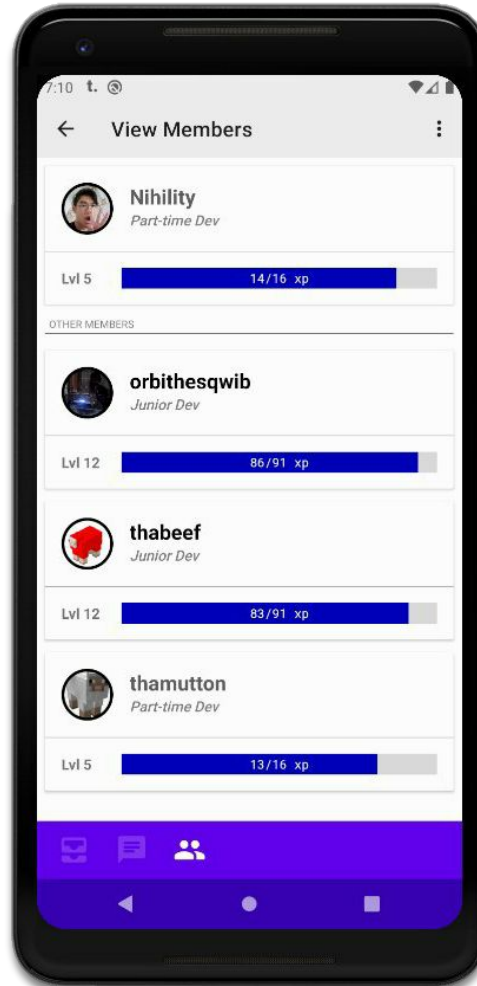 7:10 t.
View Members
Nihility
Part-time Dev
Lvl 5 14/16 xp
OTHER MEMBERS
orbithesqwib
Junior Dev
Lvl 12 86/91 xp
thabeef
Junior Dev
Lvl 12 83/91 xp
thamutton
Part-time Dev
Lvl 5 13/16 xp